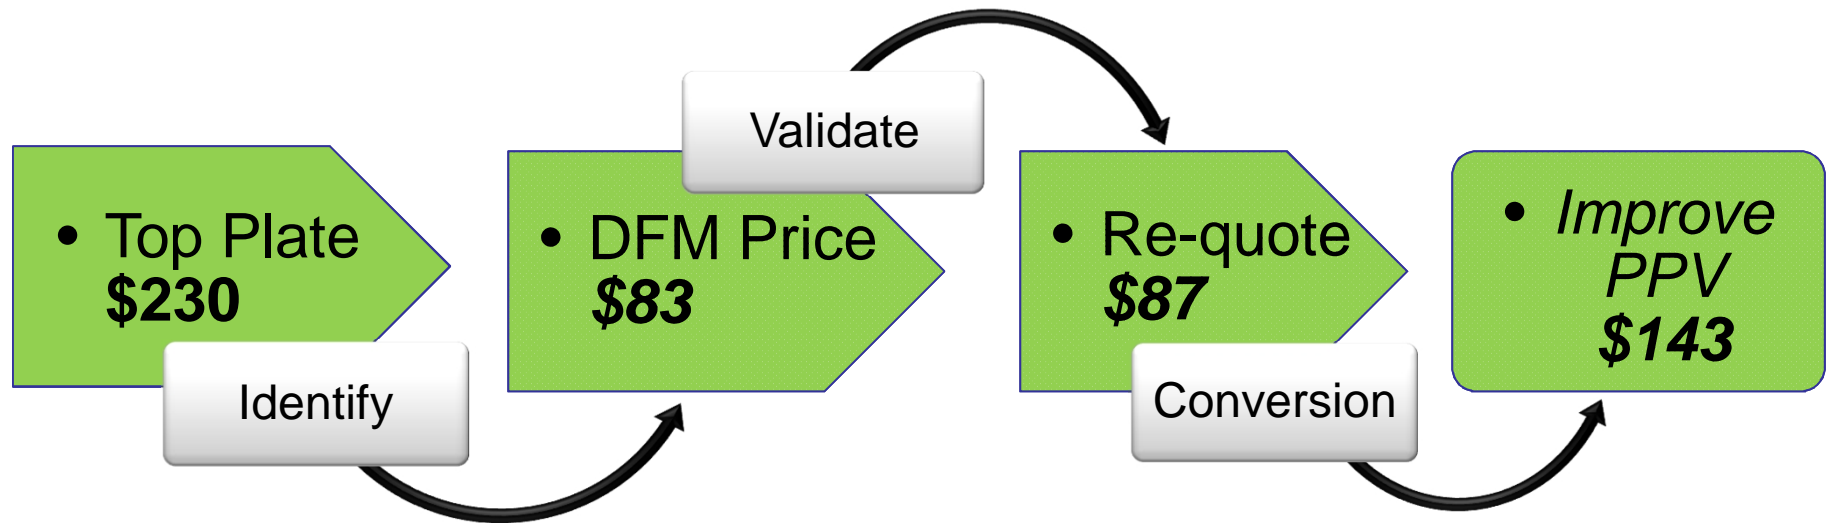 • Top Plate
$230
Identify
• DFM Price
$83
Validate
• Re-quote
$87
Conversion
• Improve
PPV
$143